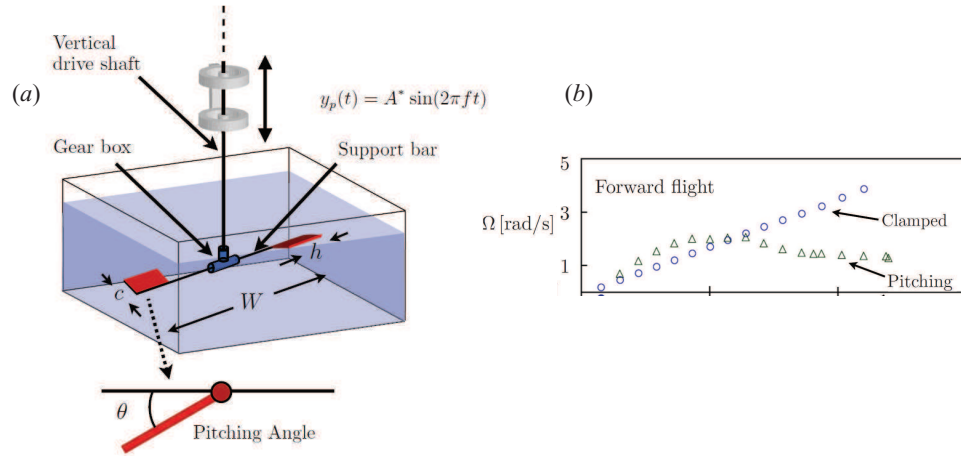 (a)
Vertical
drive shaft
y_p(t) = A* sin(2πft)
Gear box
Support bar
h
c
W
θ
Pitching Angle
(b)
5
Forward flight
Ω [rad/s]
3
Clamped
1
Pitching